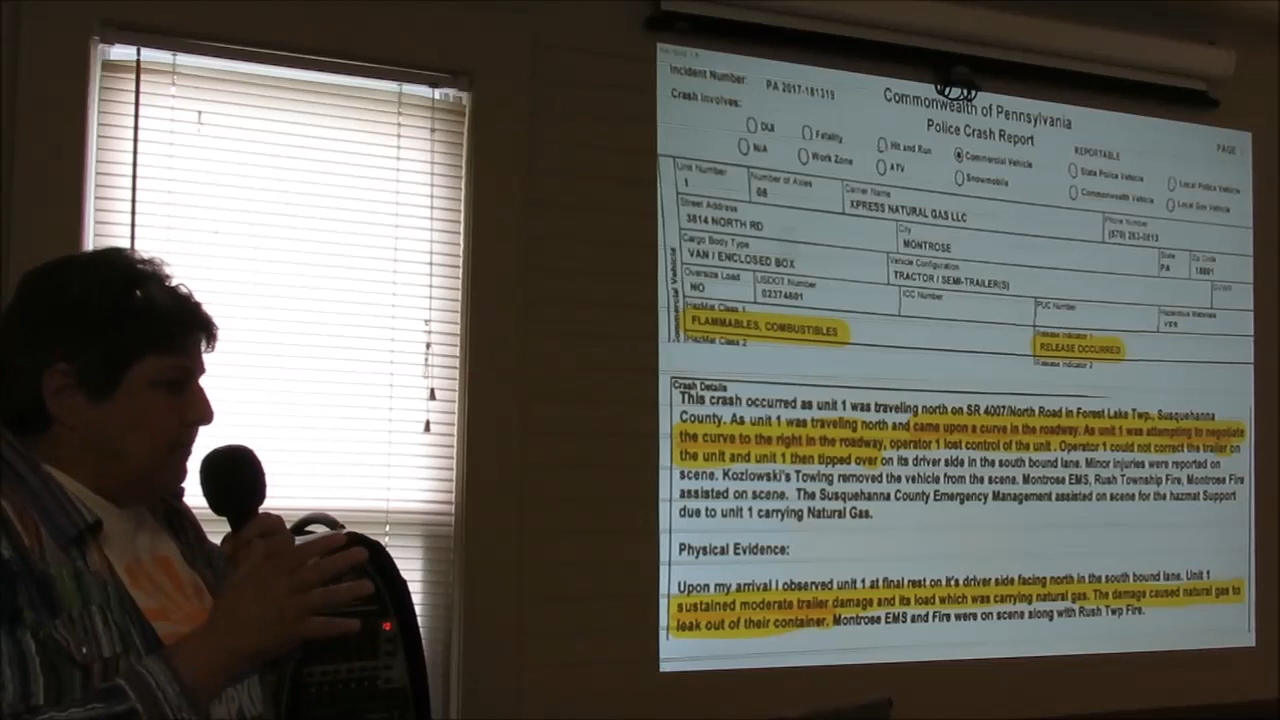 Incident Number: PA 2017-181319
Commonwealth of Pennsylvania
Police Crash Report
REPORTABLE
PAGE
Crash Involves:
DUI Fatality Hit and Run Commercial Vehicle State Police Vehicle Local Police Vehicle
N/A Work Zone ATV Snowmobile Commonwealth Vehicle Local Gov Vehicle
Commercial Vehicle
Unit Number Number of Axles Carrier Name Phone Number
1 06 XPRESS NATURAL GAS LLC
Street Address City State Zip Code
3814 NORTH RD MONTROSE PA 18801
Cargo Body Type Vehicle Configuration GVWR
VAN / ENCLOSED BOX TRACTOR / SEMI-TRAILER(S)
Oversize Load USDOT Number ICC Number PUC Number Hazardous Materials
NO 02374601 YES
HazMat Class 1 Release Indicator 1
FLAMMABLES, COMBUSTIBLES RELEASE OCCURRED
HazMat Class 2 Release Indicator 2
Crash Details
This crash occurred as unit 1 was traveling north on SR 4007/North Road in Forest Lake Twp., Susquehanna
County. As unit 1 was traveling north and came upon a curve in the roadway. As unit 1 was attempting to negotiate
the curve to the right in the roadway, operator 1 lost control of the unit . Operator 1 could not correct the trailer on
the unit and unit 1 then tipped over on its driver side in the south bound lane. Minor injuries were reported on
scene. Kozlowski's Towing removed the vehicle from the scene. Montrose EMS, Rush Township Fire, Montrose Fire
assisted on scene. The Susquehanna County Emergency Management assisted on scene for the hazmat Support
due to unit 1 carrying Natural Gas.
Physical Evidence:
Upon my arrival I observed unit 1 at final rest on it's driver side facing north in the south bound lane. Unit 1
sustained moderate trailer damage and its load which was carrying natural gas. The damage caused natural gas to
leak out of their container. Montrose EMS and Fire were on scene along with Rush Twp Fire.